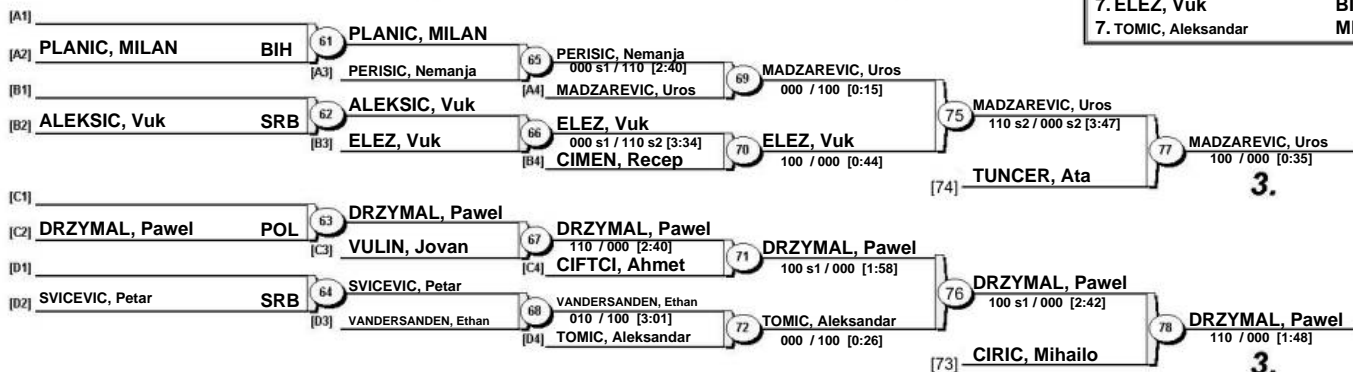 7. ELEZ, Vuk
7. TOMIC, Aleksandar
[A1]
[A2] PLANIC, MILAN BIH
61 PLANIC, MILAN
[A3] PERISIC, Nemanja
65 PERISIC, Nemanja
000 s1 / 110 [2:40]
[A4] MADZAREVIC, Uros
69 MADZAREVIC, Uros
000 / 100 [0:15]
[B1]
[B2] ALEKSIC, Vuk SRB
62 ALEKSIC, Vuk
[B3] ELEZ, Vuk
66 ELEZ, Vuk
000 s1 / 110 s2 [3:34]
[B4] CIMEN, Recep
70 ELEZ, Vuk
100 / 000 [0:44]
75 MADZAREVIC, Uros
110 s2 / 000 s2 [3:47]
[74] TUNCER, Ata
77 MADZAREVIC, Uros
100 / 000 [0:35]
3.
[C1]
[C2] DRZYMAL, Pawel POL
63 DRZYMAL, Pawel
[C3] VULIN, Jovan
67 DRZYMAL, Pawel
110 / 000 [2:40]
[C4] CIFTCI, Ahmet
71 DRZYMAL, Pawel
100 s1 / 000 [1:58]
[D1]
[D2] SVICEVIC, Petar SRB
64 SVICEVIC, Petar
[D3] VANDERSANDEN, Ethan
68 VANDERSANDEN, Ethan
010 / 100 [3:01]
[D4] TOMIC, Aleksandar
72 TOMIC, Aleksandar
000 / 100 [0:26]
76 DRZYMAL, Pawel
100 s1 / 000 [2:42]
[73] CIRIC, Mihailo
78 DRZYMAL, Pawel
110 / 000 [1:48]
3.